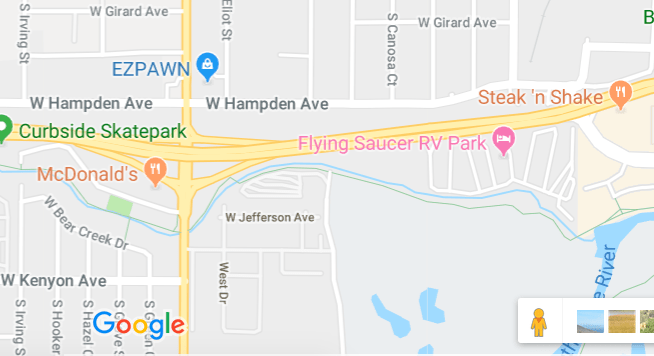 W Girard Ave
S Irving St
Eliot St
S Canosa Ct
W Girard Ave
B
EZPAWN
Steak 'n Shake
W Hampden Ave
W Hampden Ave
Curbside Skatepark
Flying Saucer RV Park
McDonald's
W Jefferson Ave
W Bear Creek Dr
W Kenyon Ave
West Dr
e River
S Irving S
S Hooker
S Hazel C
S Grove S
Google